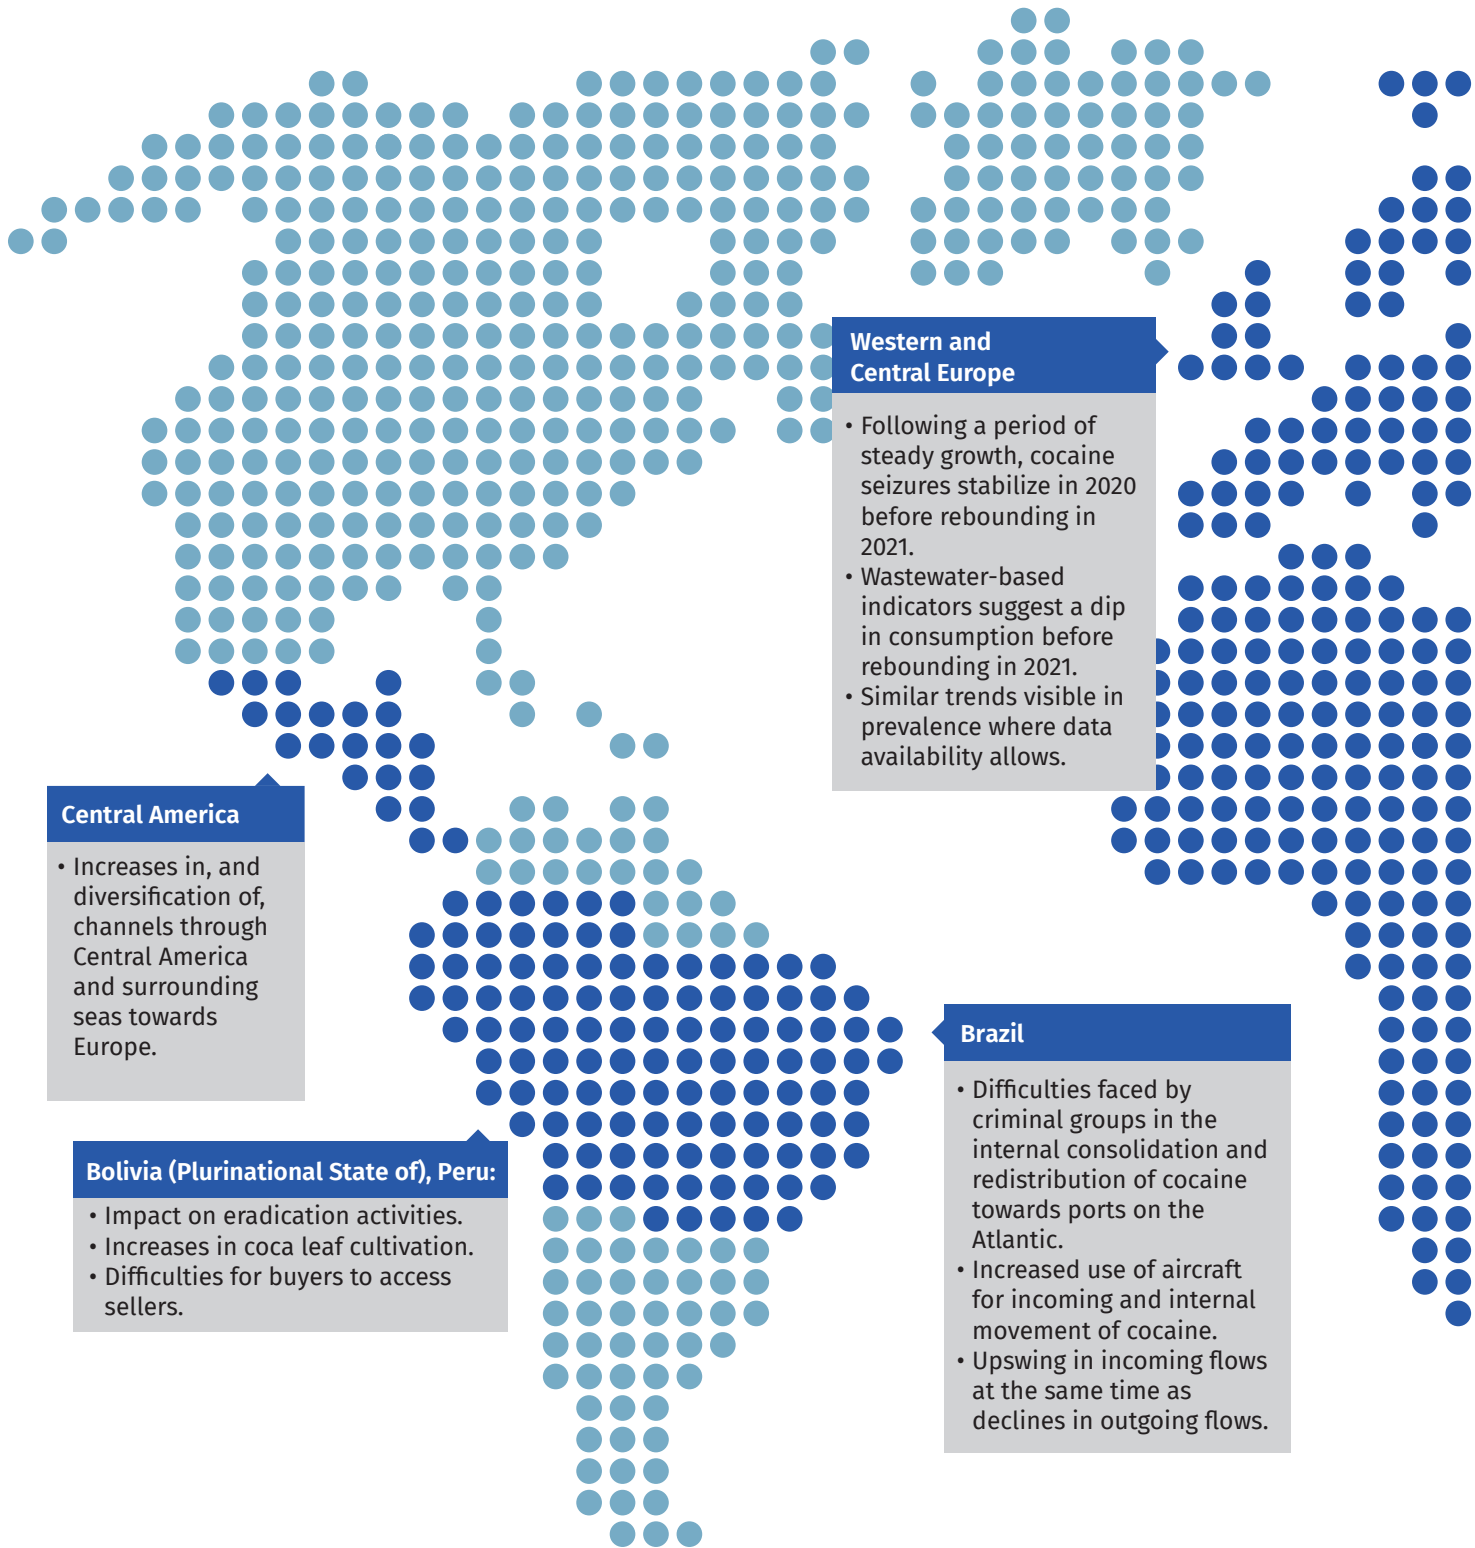 Western and
Central Europe
• Following a period of
steady growth, cocaine
seizures stabilize in 2020
before rebounding in
2021.
• Wastewater-based
indicators suggest a dip
in consumption before
rebounding in 2021.
• Similar trends visible in
prevalence where data
availability allows.
Central America
• Increases in, and
diversification of,
channels through
Central America
and surrounding
seas towards
Europe.
Brazil
• Difficulties faced by
criminal groups in the
internal consolidation and
redistribution of cocaine
towards ports on the
Atlantic.
• Increased use of aircraft
for incoming and internal
movement of cocaine.
• Upswing in incoming flows
at the same time as
declines in outgoing flows.
Bolivia (Plurinational State of), Peru:
• Impact on eradication activities.
• Increases in coca leaf cultivation.
• Difficulties for buyers to access
sellers.